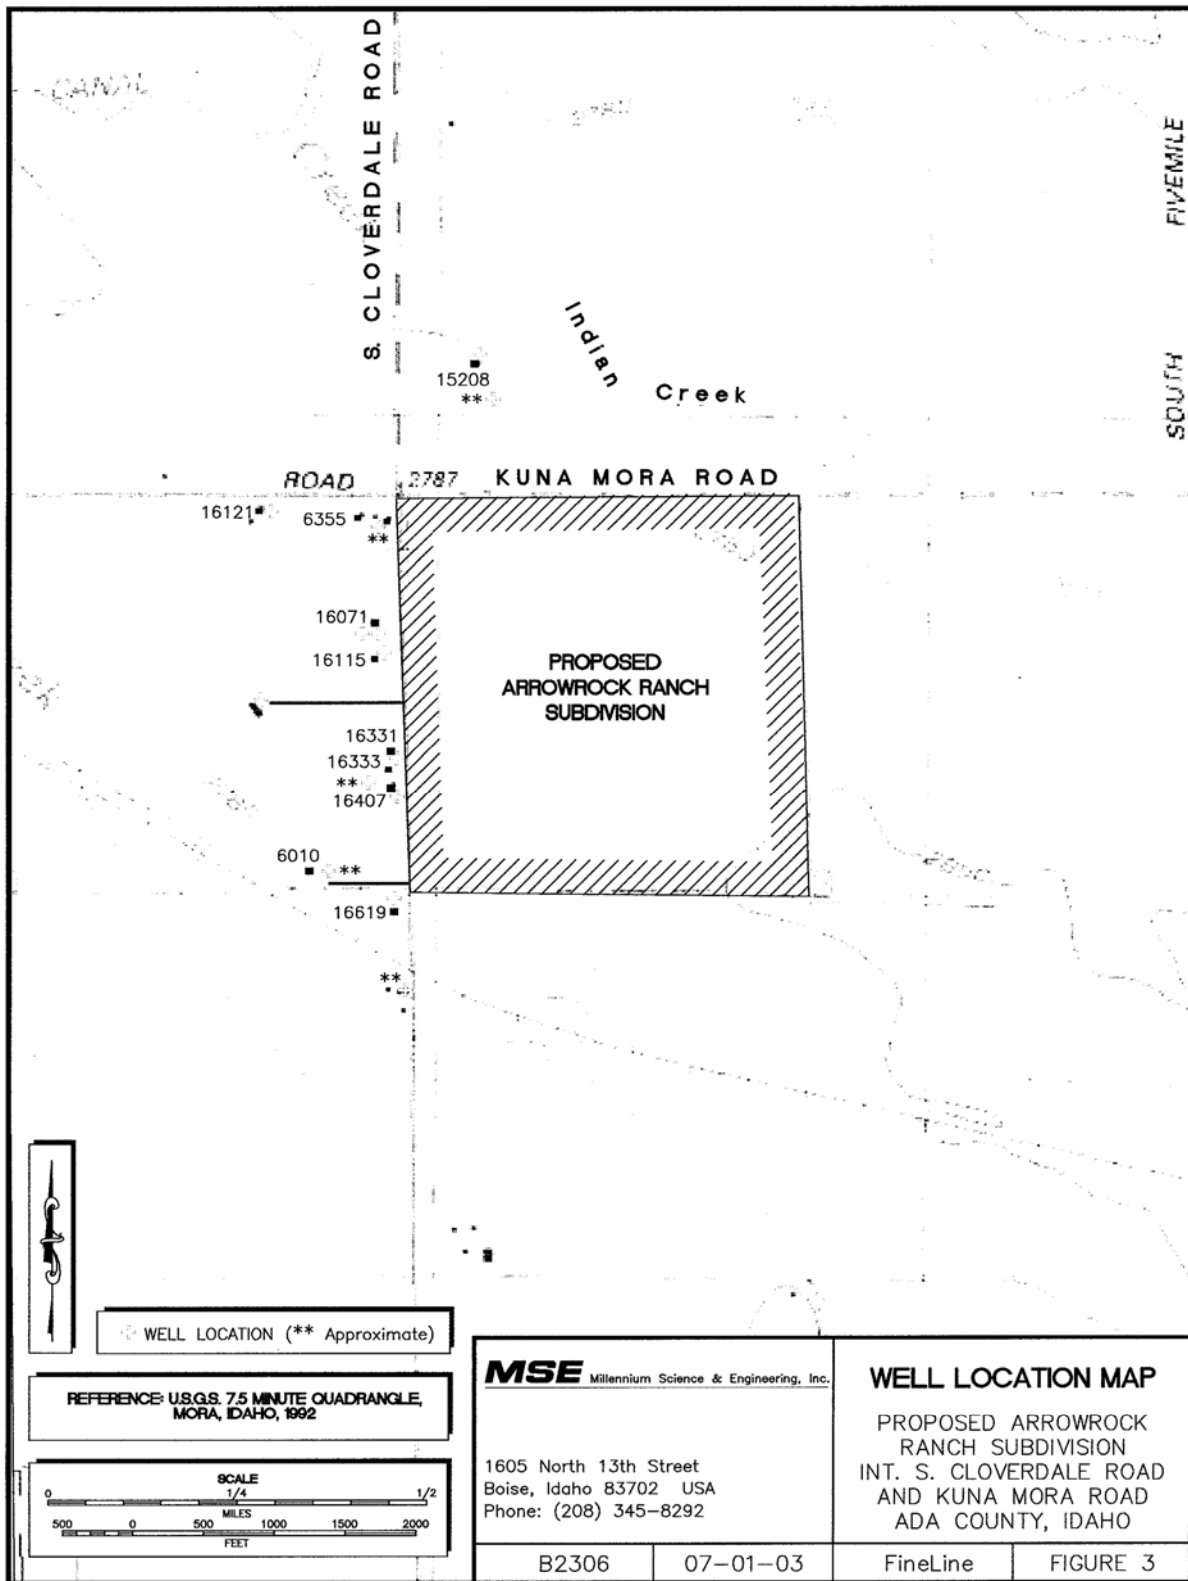 CANAL
S. CLOVERDALE ROAD
SOUTH FIVEMILE
Indian
Creek
15208
**
ROAD
2787
KUNA MORA ROAD
16121
6355
**
16071
16115
PROPOSED
ARROWROCK RANCH
SUBDIVISION
16331
16333
**
16407
6010
**
16619
**
WELL LOCATION (** Approximate)
REFERENCE: U.S.G.S. 7.5 MINUTE QUADRANGLE,
MORA, IDAHO, 1992
SCALE
0 1/4 1/2
MILES
500 0 500 1000 1500 2000
FEET
MSE Millennium Science & Engineering, Inc.
1605 North 13th Street
Boise, Idaho 83702 USA
Phone: (208) 345-8292
WELL LOCATION MAP
PROPOSED ARROWROCK
RANCH SUBDIVISION
INT. S. CLOVERDALE ROAD
AND KUNA MORA ROAD
ADA COUNTY, IDAHO
B2306
07-01-03
FineLine
FIGURE 3